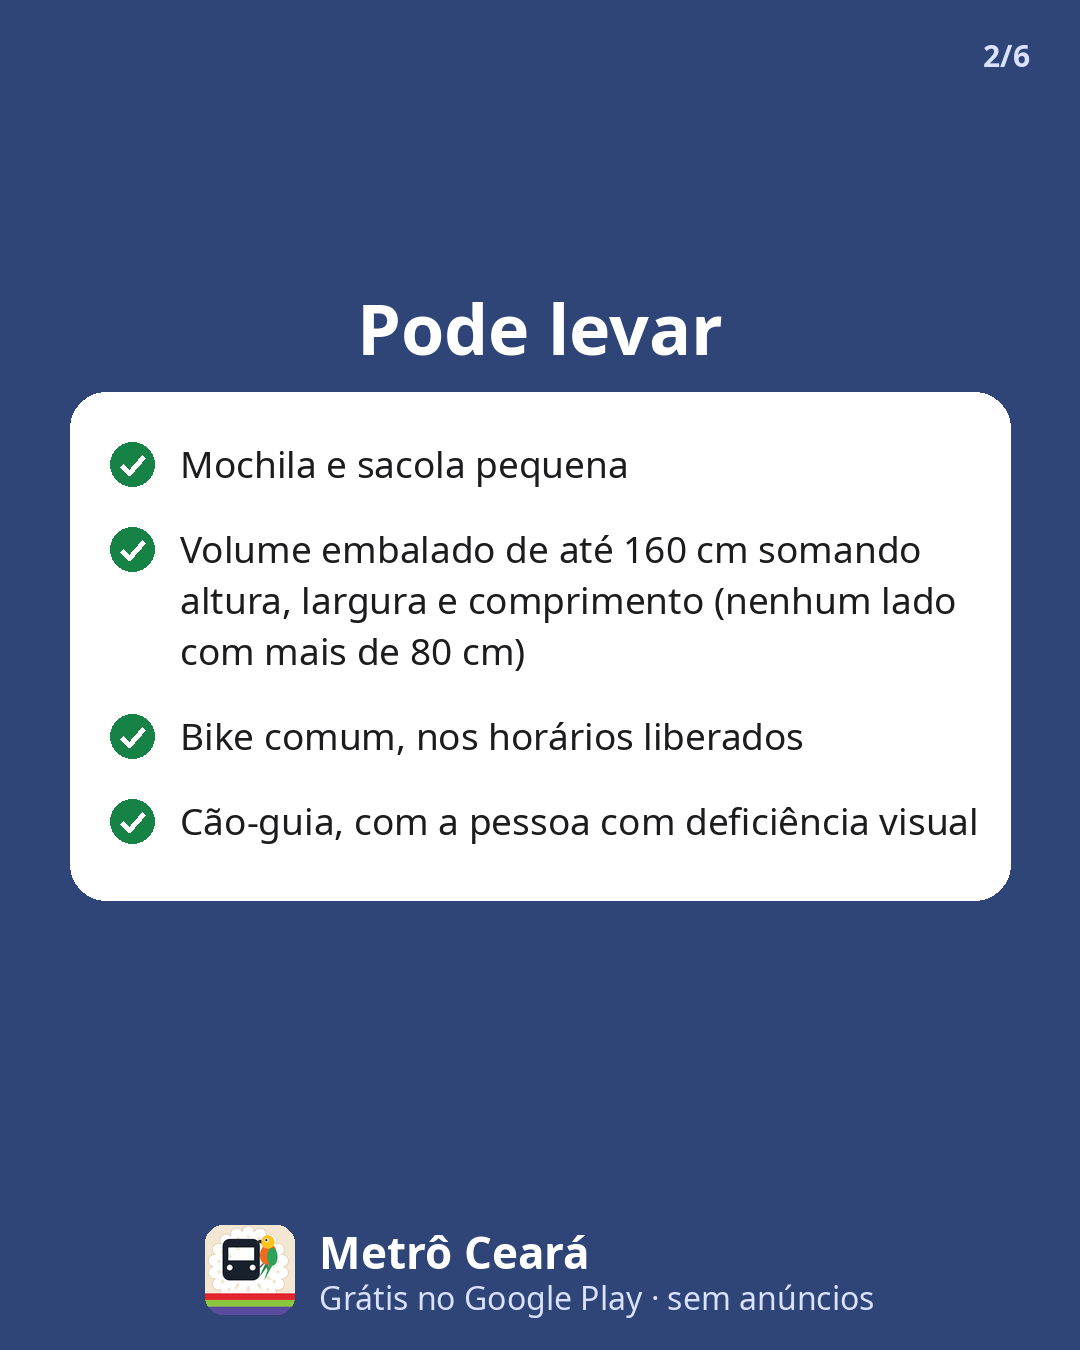 2/6
Pode levar
Mochila e sacola pequena
Volume embalado de até 160 cm somando
altura, largura e comprimento (nenhum lado
com mais de 80 cm)
Bike comum, nos horários liberados
Cão-guia, com a pessoa com deficiência visual
Metrô Ceará
Grátis no Google Play · sem anúncios